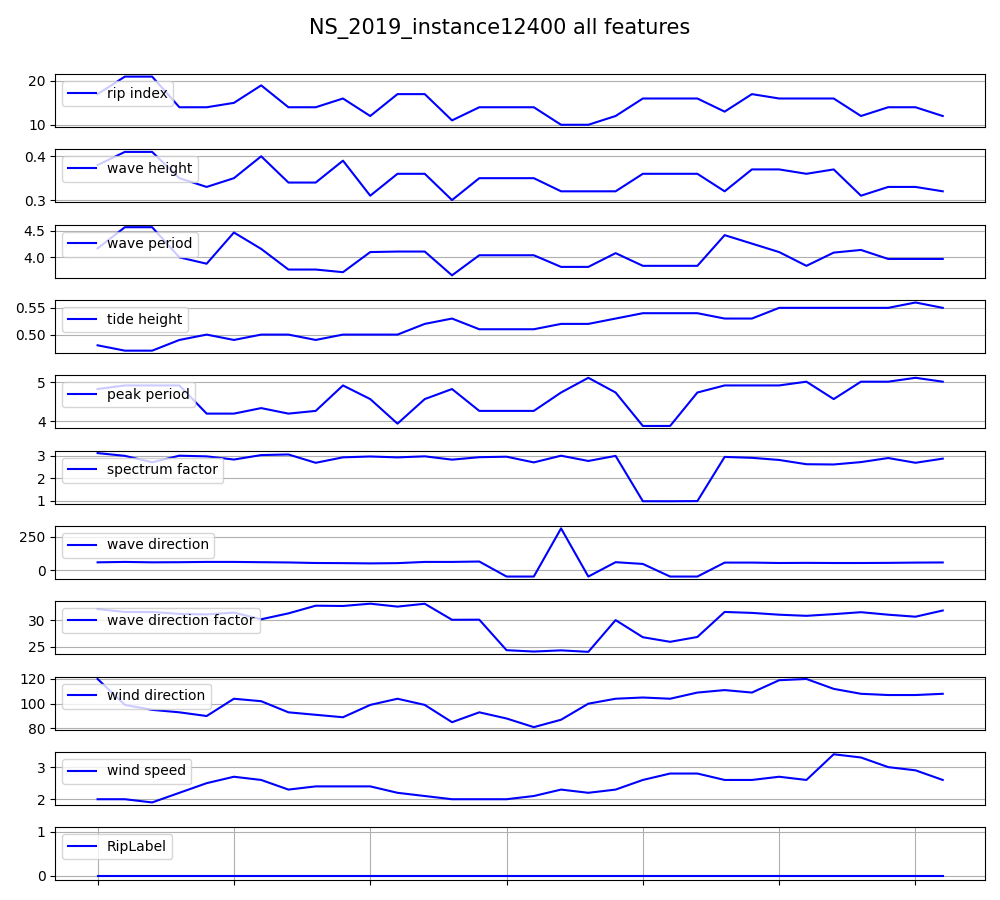 NS_2019_instance12400 all features
20
10
rip index
0.4
0.3
wave height
4.5
4.0
wave period
0.55
0.50
tide height
5
4
peak period
3
2
1
spectrum factor
250
0
wave direction
30
25
wave direction factor
120
100
80
wind direction
3
2
wind speed
1
0
RipLabel